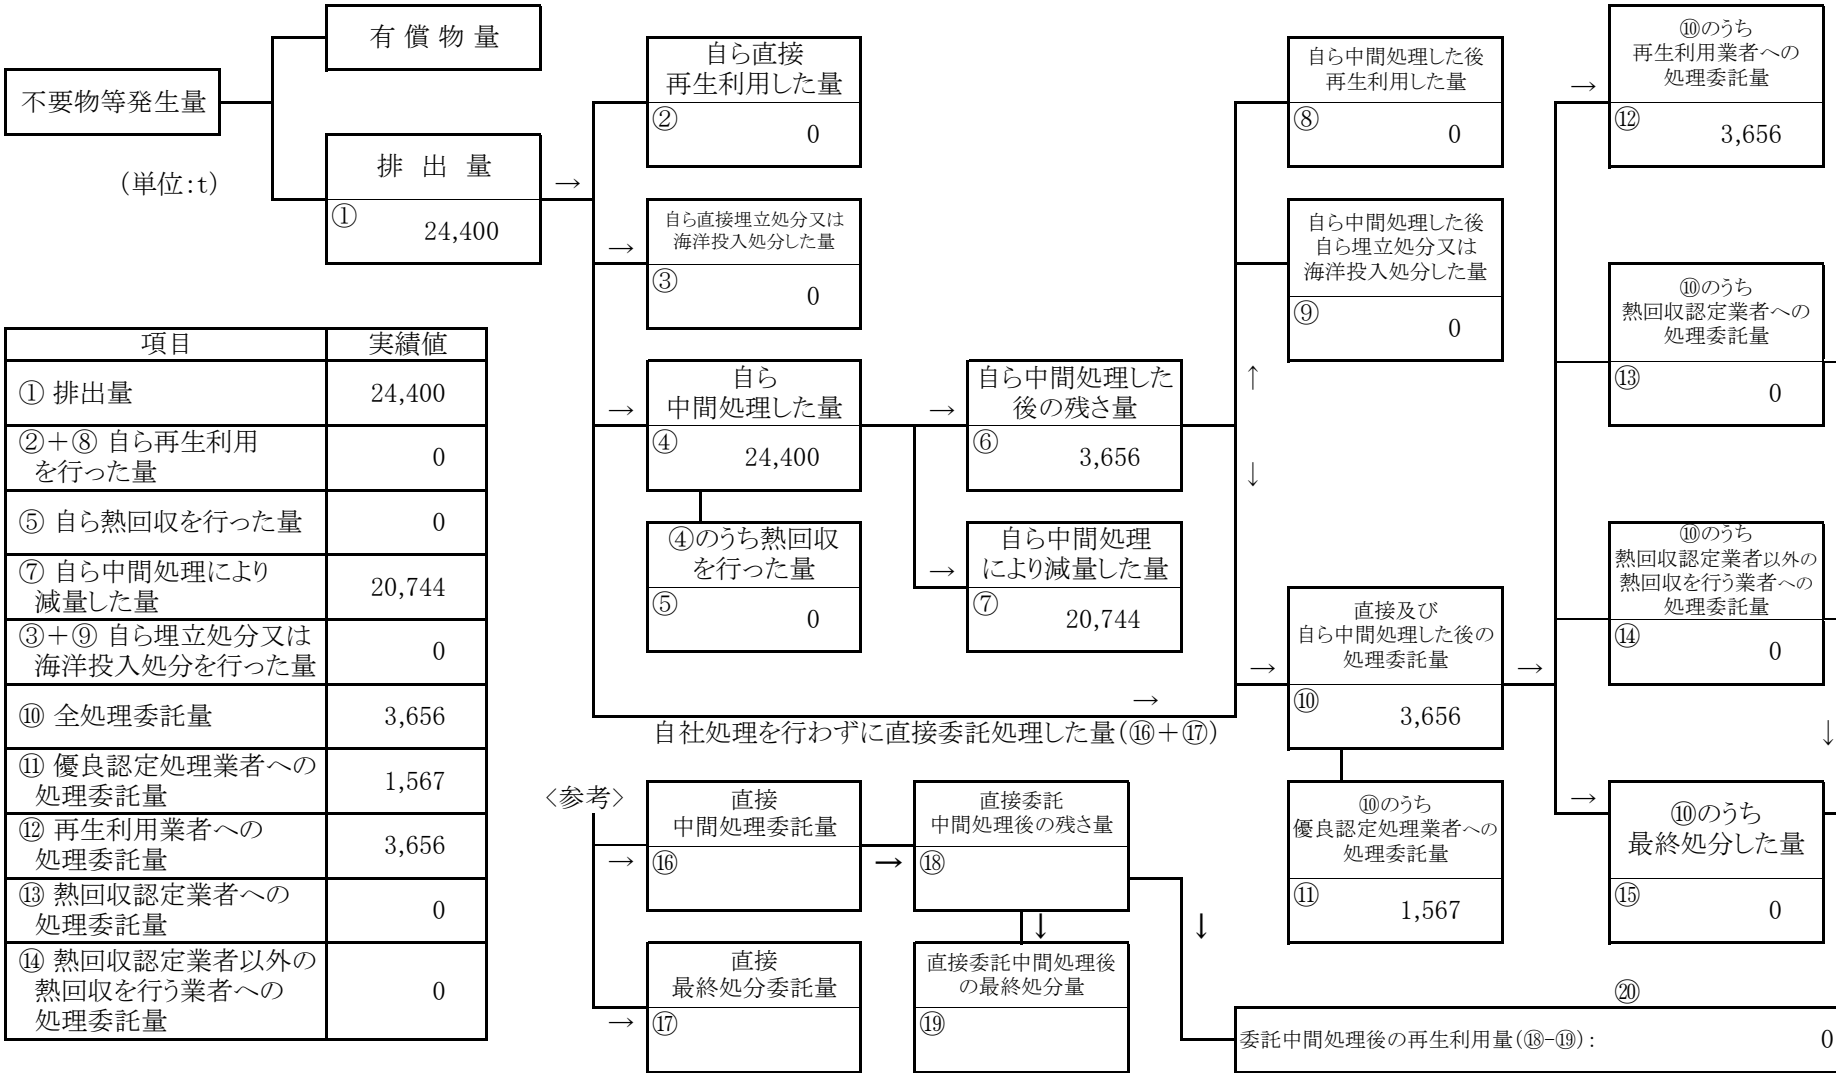 不要物等発生量
(単位:t)
有 償 物 量
排 出 量
①
24,400
→
自ら直接
再生利用した量
②
0
→
自ら直接埋立処分又は
海洋投入処分した量
③
0
→
自ら
中間処理した量
④
24,400
④のうち熱回収
を行った量
⑤
0
→
自ら中間処理した
後の残さ量
⑥
3,656
→
自ら中間処理
により減量した量
⑦
20,744
↑
↓
自ら中間処理した後
再生利用した量
⑧
0
自ら中間処理した後
自ら埋立処分又は
海洋投入処分した量
⑨
0
→
自社処理を行わずに直接委託処理した量(⑯+⑰)
→
直接及び
自ら中間処理した後の
処理委託量
⑩
3,656
→
⑩のうち
優良認定処理業者への
処理委託量
⑪
1,567
→
⑩のうち
再生利用業者への
処理委託量
⑫
3,656
⑩のうち
熱回収認定業者への
処理委託量
⑬
0
⑩のうち
熱回収認定業者以外の
熱回収を行う業者への
処理委託量
⑭
0
↓
→
⑩のうち
最終処分した量
⑮
0
項目 実績値
① 排出量 24,400
②+⑧ 自ら再生利用
を行った量 0
⑤ 自ら熱回収を行った量 0
⑦ 自ら中間処理により
減量した量 20,744
③+⑨ 自ら埋立処分又は
海洋投入処分を行った量 0
⑩ 全処理委託量 3,656
⑪ 優良認定処理業者への
処理委託量 1,567
⑫ 再生利用業者への
処理委託量 3,656
⑬ 熱回収認定業者への
処理委託量 0
⑭ 熱回収認定業者以外の
熱回収を行う業者への
処理委託量 0
〈参考〉
→
直接
中間処理委託量
⑯
→
直接委託
中間処理後の残さ量
⑱
↓
↓
→
直接
最終処分委託量
⑰
直接委託中間処理後
の最終処分量
⑲
⑳
委託中間処理後の再生利用量(⑱-⑲): 0